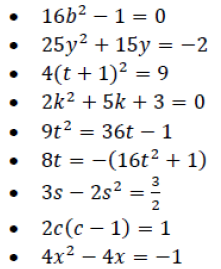 • 16b² − 1 = 0
• 25y² + 15y = −2
• 4(t + 1)² = 9
• 2k² + 5k + 3 = 0
• 9t² = 36t − 1
• 8t = −(16t² + 1)
• 3s − 2s² = 3/2
• 2c(c − 1) = 1
• 4x² − 4x = −1